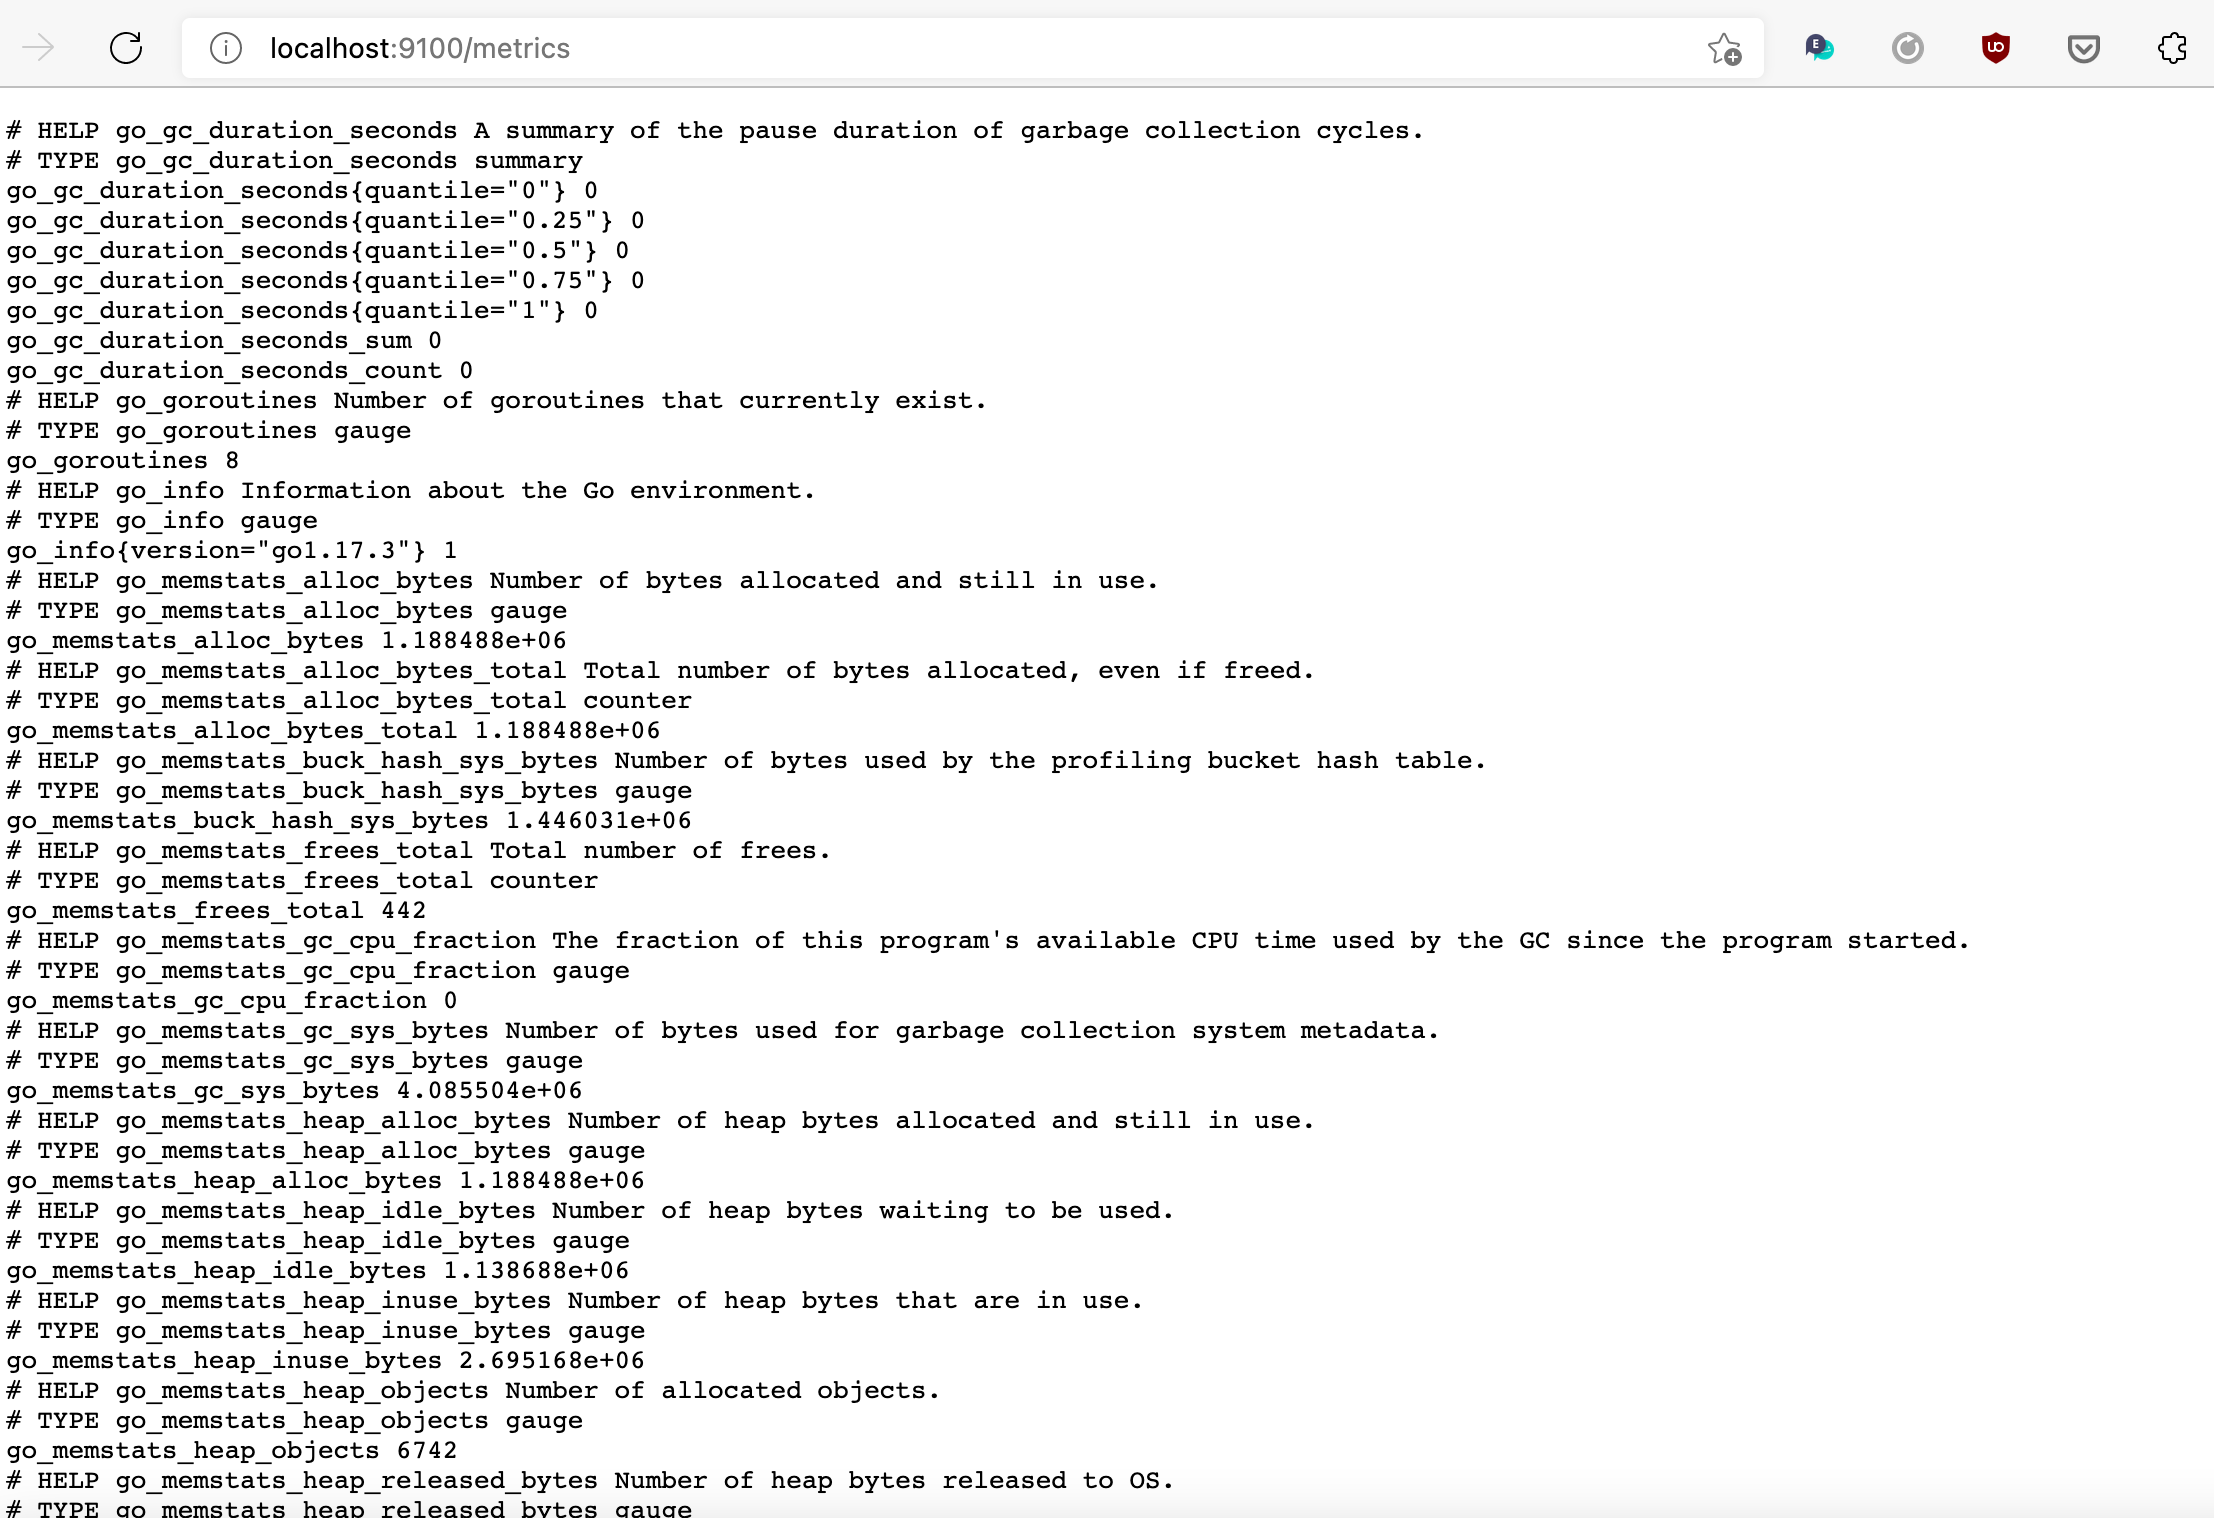 localhost:9100/metrics
# HELP go_gc_duration_seconds A summary of the pause duration of garbage collection cycles.
# TYPE go_gc_duration_seconds summary
go_gc_duration_seconds{quantile="0"} 0
go_gc_duration_seconds{quantile="0.25"} 0
go_gc_duration_seconds{quantile="0.5"} 0
go_gc_duration_seconds{quantile="0.75"} 0
go_gc_duration_seconds{quantile="1"} 0
go_gc_duration_seconds_sum 0
go_gc_duration_seconds_count 0
# HELP go_goroutines Number of goroutines that currently exist.
# TYPE go_goroutines gauge
go_goroutines 8
# HELP go_info Information about the Go environment.
# TYPE go_info gauge
go_info{version="go1.17.3"} 1
# HELP go_memstats_alloc_bytes Number of bytes allocated and still in use.
# TYPE go_memstats_alloc_bytes gauge
go_memstats_alloc_bytes 1.188488e+06
# HELP go_memstats_alloc_bytes_total Total number of bytes allocated, even if freed.
# TYPE go_memstats_alloc_bytes_total counter
go_memstats_alloc_bytes_total 1.188488e+06
# HELP go_memstats_buck_hash_sys_bytes Number of bytes used by the profiling bucket hash table.
# TYPE go_memstats_buck_hash_sys_bytes gauge
go_memstats_buck_hash_sys_bytes 1.446031e+06
# HELP go_memstats_frees_total Total number of frees.
# TYPE go_memstats_frees_total counter
go_memstats_frees_total 442
# HELP go_memstats_gc_cpu_fraction The fraction of this program's available CPU time used by the GC since the program started.
# TYPE go_memstats_gc_cpu_fraction gauge
go_memstats_gc_cpu_fraction 0
# HELP go_memstats_gc_sys_bytes Number of bytes used for garbage collection system metadata.
# TYPE go_memstats_gc_sys_bytes gauge
go_memstats_gc_sys_bytes 4.085504e+06
# HELP go_memstats_heap_alloc_bytes Number of heap bytes allocated and still in use.
# TYPE go_memstats_heap_alloc_bytes gauge
go_memstats_heap_alloc_bytes 1.188488e+06
# HELP go_memstats_heap_idle_bytes Number of heap bytes waiting to be used.
# TYPE go_memstats_heap_idle_bytes gauge
go_memstats_heap_idle_bytes 1.138688e+06
# HELP go_memstats_heap_inuse_bytes Number of heap bytes that are in use.
# TYPE go_memstats_heap_inuse_bytes gauge
go_memstats_heap_inuse_bytes 2.695168e+06
# HELP go_memstats_heap_objects Number of allocated objects.
# TYPE go_memstats_heap_objects gauge
go_memstats_heap_objects 6742
# HELP go_memstats_heap_released_bytes Number of heap bytes released to OS.
# TYPE go_memstats_heap_released_bytes gauge